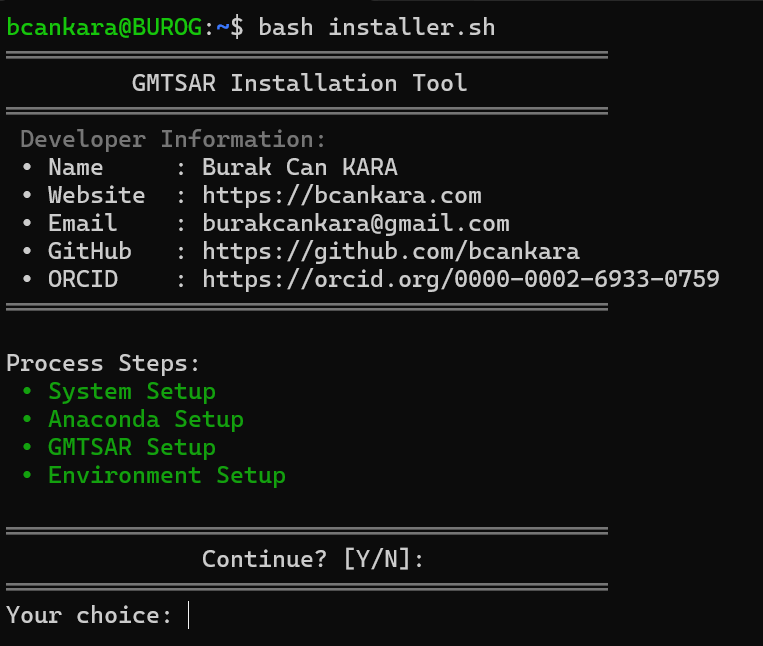 bcankara@BUROG:~$ bash installer.sh
GMTSAR Installation Tool
Developer Information:
• Name : Burak Can KARA
• Website : https://bcankara.com
• Email : burakcankara@gmail.com
• GitHub : https://github.com/bcankara
• ORCID : https://orcid.org/0000-0002-6933-0759
Process Steps:
• System Setup
• Anaconda Setup
• GMTSAR Setup
• Environment Setup
Continue? [Y/N]:
Your choice: